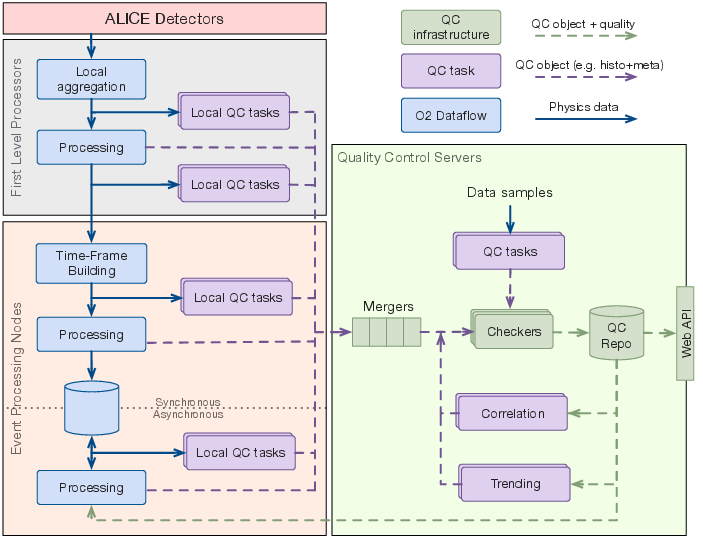 ALICE Detectors
First Level Processors
Local
aggregation
Local QC tasks
Processing
Local QC tasks
Event Processing Nodes
Time-Frame
Building
Local QC tasks
Processing
Synchronous
Asynchronous
Local QC tasks
Processing
QC
infrastructure
QC object + quality
QC task
QC object (e.g. histo+meta)
O2 Dataflow
Physics data
Quality Control Servers
Data samples
QC tasks
Mergers
Checkers
QC
Repo
Web API
Correlation
Trending